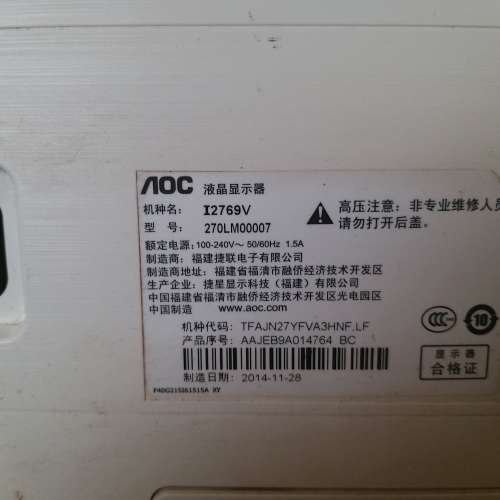 AOC 液晶显示器
机种名: I2769V
型 号: 270LM00007
高压注意: 非专业维修人员
请勿打开后盖。
额定电源: 100-240V～ 50/60Hz 1.5A
制造商: 福建捷联电子有限公司
制造商地址: 福建省福清市融侨经济技术开发区
生产企业: 捷星显示科技（福建）有限公司
中国福建省福清市融侨经济技术开发区光电园区
中国制造 www.aoc.com
机种代码: TFAJN27YFVA3HNF.LF
产品序号: AAJEB9A014764 BC
制造日期: 2014-11-28
CCC
显示器
合格证
P40G215161515A XY